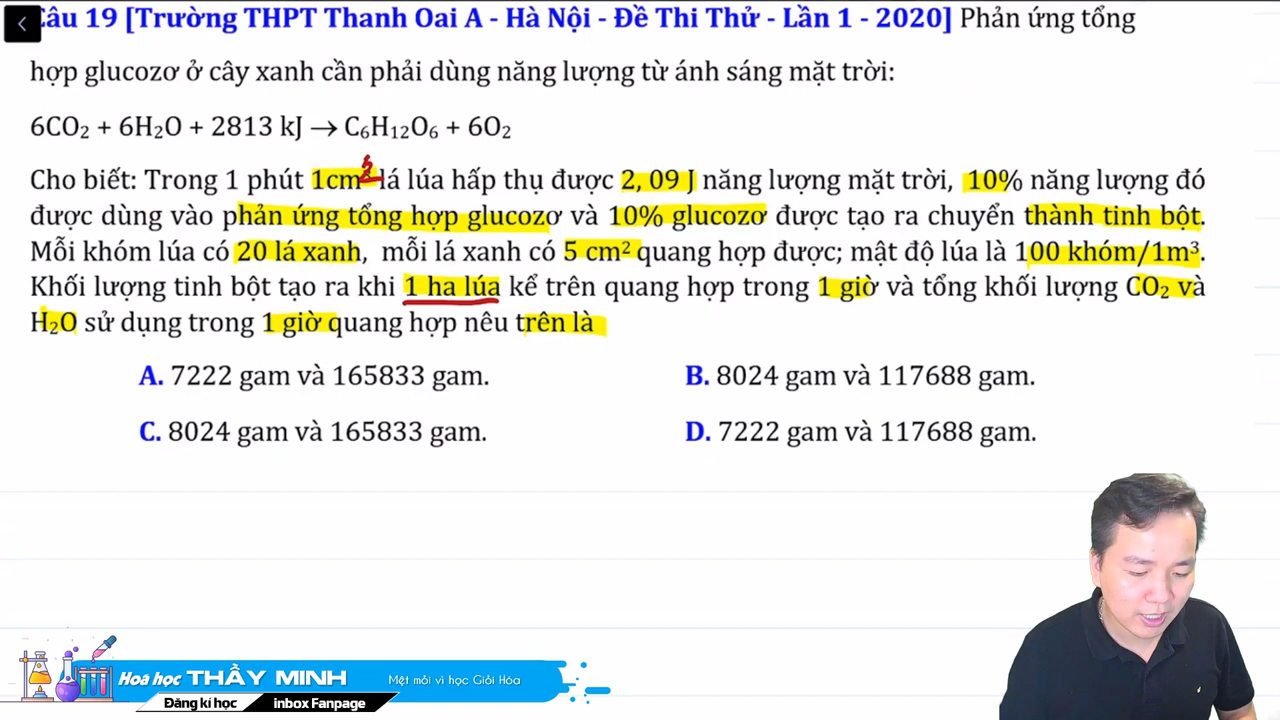 Câu 19 [Trường THPT Thanh Oai A - Hà Nội - Đề Thi Thử - Lần 1 - 2020] Phản ứng tổng
hợp glucozơ ở cây xanh cần phải dùng năng lượng từ ánh sáng mặt trời:
6CO₂ + 6H₂O + 2813 kJ → C₆H₁₂O₆ + 6O₂
Cho biết: Trong 1 phút 1cm² lá lúa hấp thụ được 2, 09 J năng lượng mặt trời, 10% năng lượng đó
được dùng vào phản ứng tổng hợp glucozơ và 10% glucozơ được tạo ra chuyển thành tinh bột.
Mỗi khóm lúa có 20 lá xanh, mỗi lá xanh có 5 cm² quang hợp được; mật độ lúa là 100 khóm/1m³.
Khối lượng tinh bột tạo ra khi 1 ha lúa kể trên quang hợp trong 1 giờ và tổng khối lượng CO₂ và
H₂O sử dụng trong 1 giờ quang hợp nêu trên là
A. 7222 gam và 165833 gam.
B. 8024 gam và 117688 gam.
C. 8024 gam và 165833 gam.
D. 7222 gam và 117688 gam.
Hoá học THẦY MINH
Mệt mỏi vì học Giỏi Hóa
Đăng kí học
inbox Fanpage